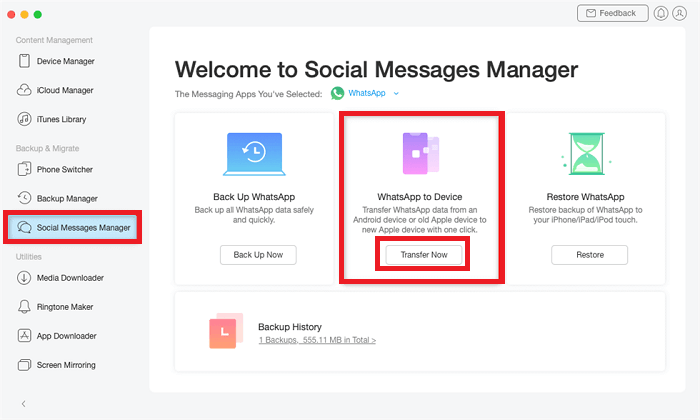 Feedback
Content Management
Device Manager
iCloud Manager
iTunes Library
Backup & Migrate
Phone Switcher
Backup Manager
Social Messages Manager
Utilities
Media Downloader
Ringtone Maker
App Downloader
Screen Mirroring
Welcome to Social Messages Manager
The Messaging Apps You've Selected: WhatsApp
Back Up WhatsApp
Back up all WhatsApp data safely
and quickly.
Back Up Now
WhatsApp to Device
Transfer WhatsApp data from an
Android device or old Apple device to
new Apple device with one click.
Transfer Now
Restore WhatsApp
Restore backup of WhatsApp to
your iPhone/iPad/iPod touch.
Restore
Backup History
1 Backups, 555.11 MB in Total >